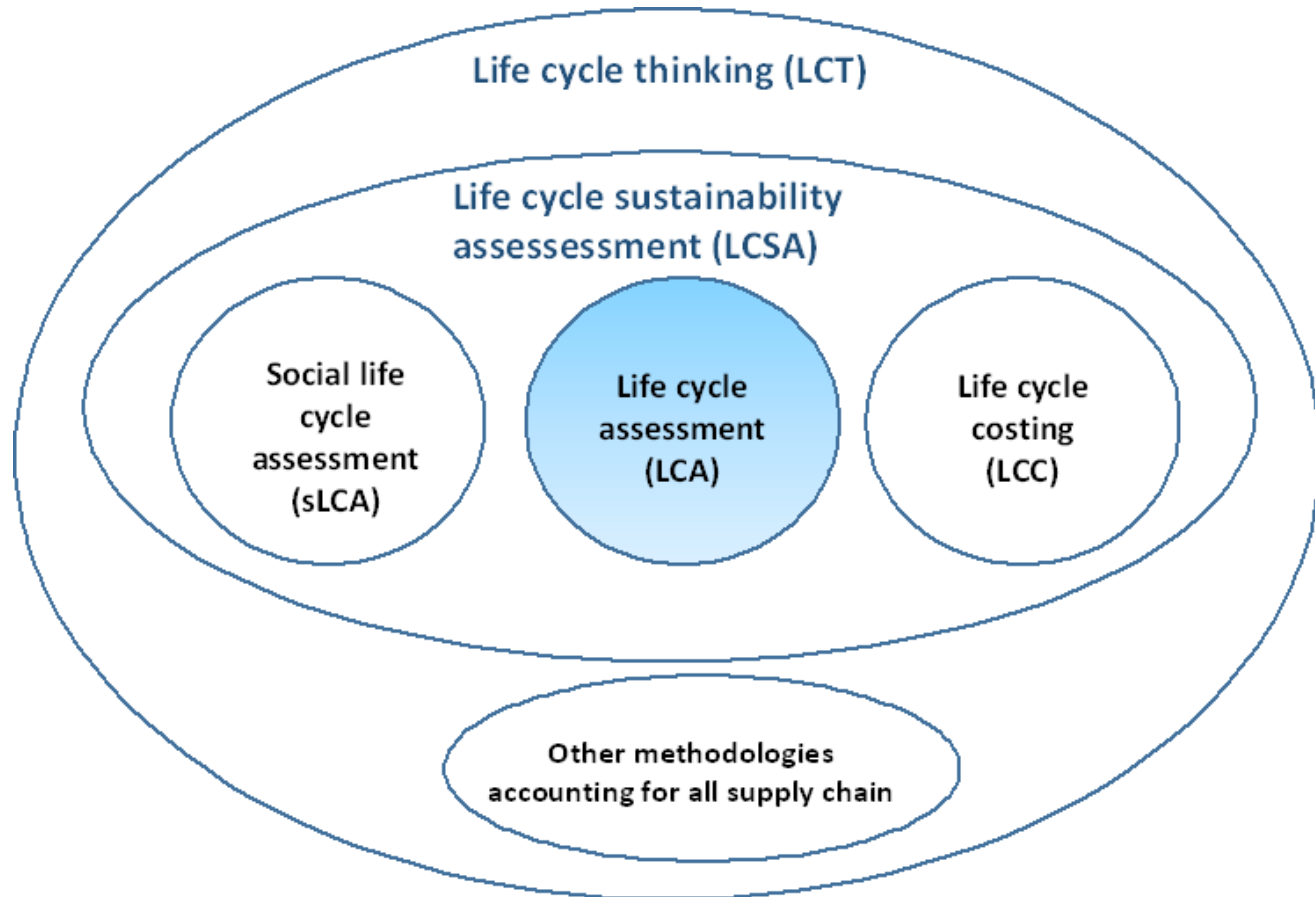 Life cycle thinking (LCT)
Life cycle sustainability
assessessment (LCSA)
Social life
cycle
assessment
(sLCA)
Life cycle
assessment
(LCA)
Life cycle
costing
(LCC)
Other methodologies
accounting for all supply chain